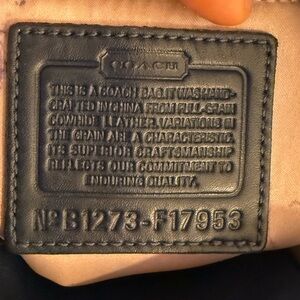 COACH
THIS IS A COACH BAG. IT WAS HAND-
CRAFTED IN CHINA FROM FULL-GRAIN
COWHIDE LEATHER. VARIATIONS IN
THE GRAIN ARE A CHARACTERISTIC.
ITS SUPERIOR CRAFTSMANSHIP
REFLECTS OUR COMMITMENT TO
ENDURING QUALITY.
Nº B1273-F17953